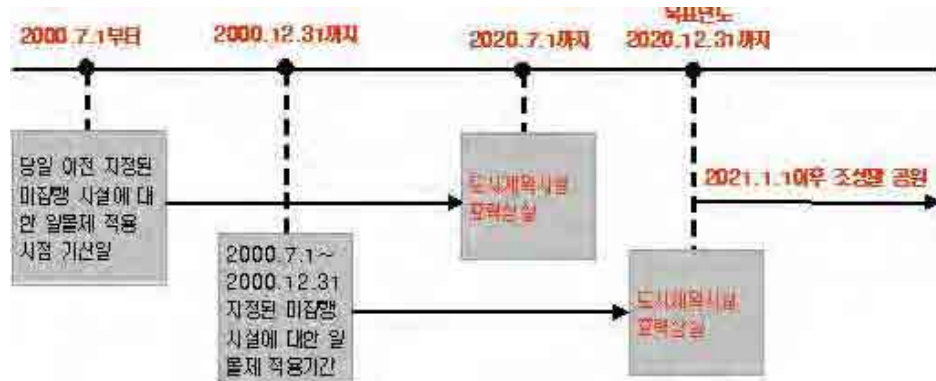 2000.7.1부터
2000.12.31까지
2020.7.1까지
목표년도
2020.12.31까지
당일 이전 지정된
미집행 시설에 대
한 일몰제 적용
시점 기산일
도시계획시설
효력상실
2021.1.1이후 조성될 공원
2000.7.1~
2000.12.31
지정된 미집행
시설에 대한 일
몰제 적용기간
도시계획시설
효력상실